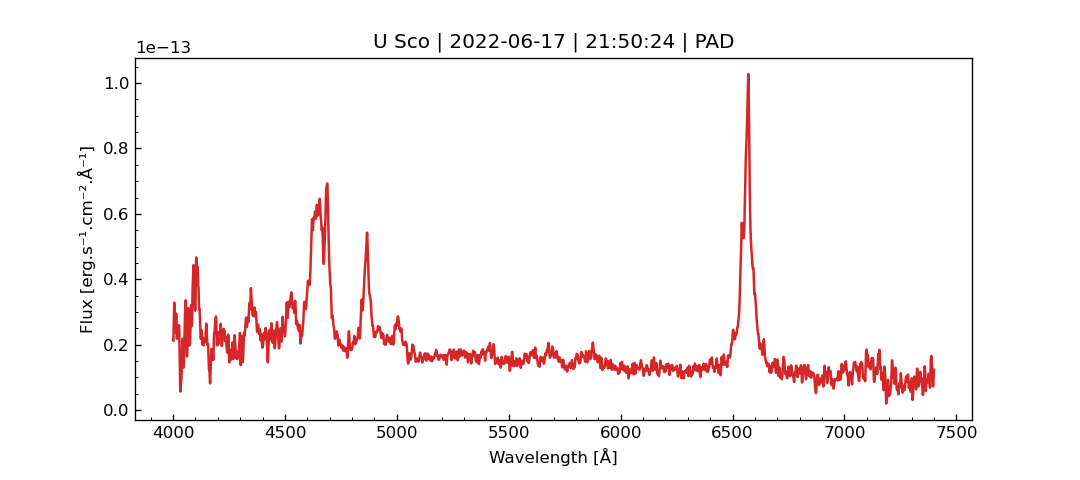 U Sco | 2022-06-17 | 21:50:24 | PAD
1e−13
1.0
0.8
0.6
0.4
0.2
0.0
Flux [erg.s⁻¹.cm⁻².Å⁻¹]
4000 4500 5000 5500 6000 6500 7000 7500
Wavelength [Å]